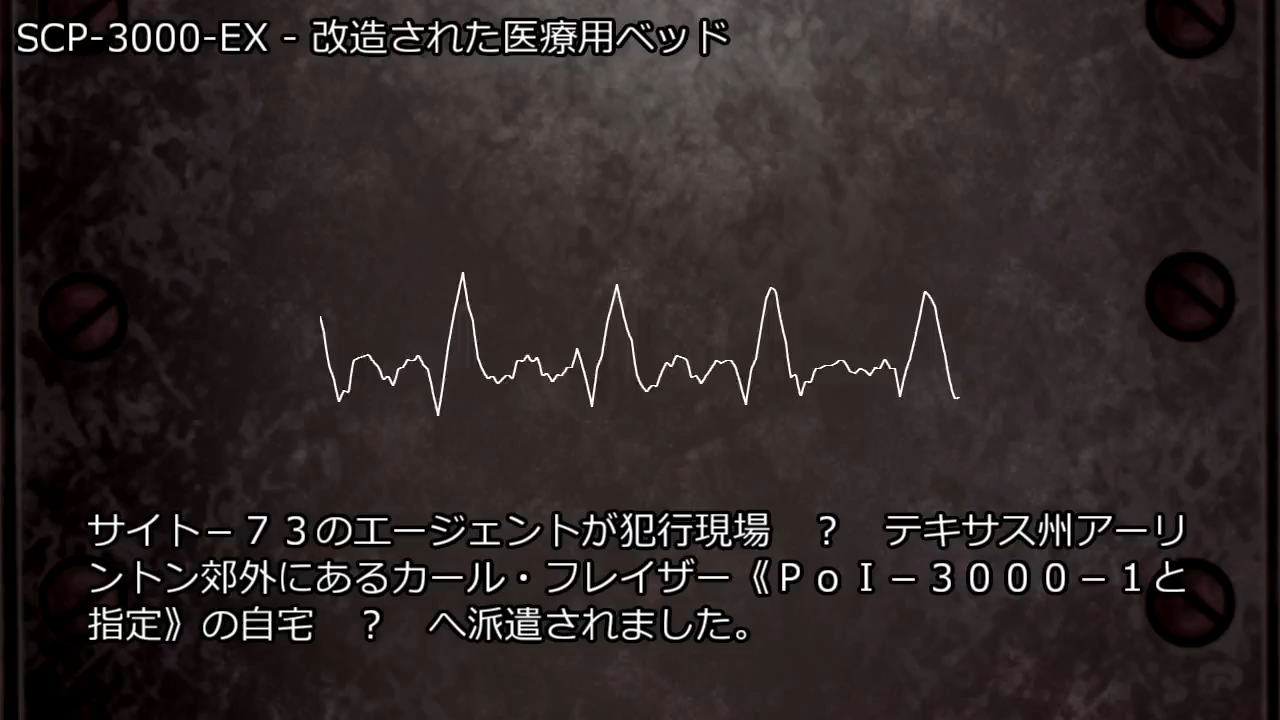 SCP-3000-EX - 改造された医療用ベッド
サイト－７３のエージェントが犯行現場　？　テキサス州アーリ
ントン郊外にあるカール・フレイザー《ＰｏＩ－３０００－１と
指定》の自宅　？　へ派遣されました。